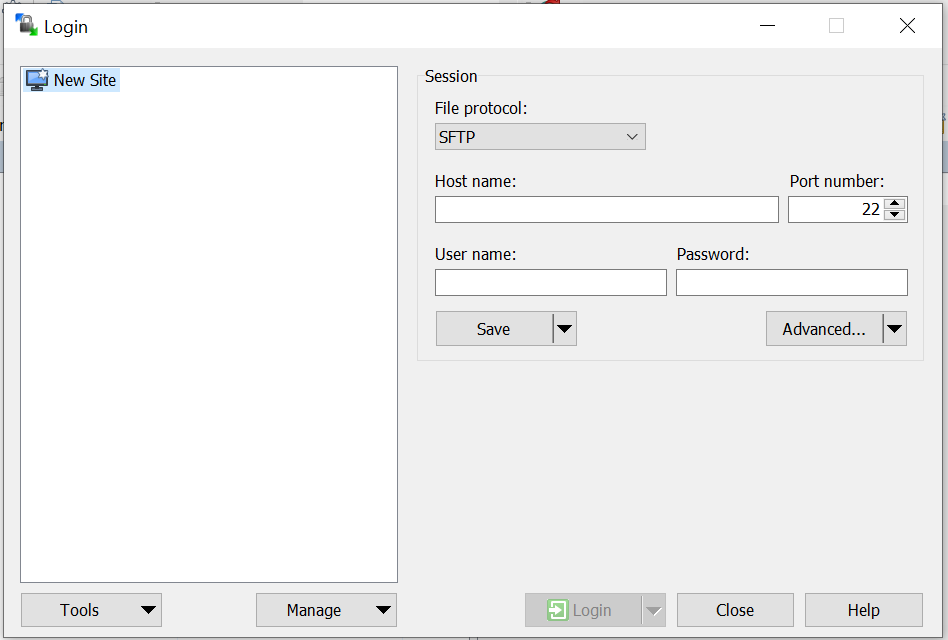 Login
New Site
Session
File protocol:
SFTP
Host name:
Port number:
22
User name:
Password:
Save
Advanced...
Tools
Manage
Login
Close
Help